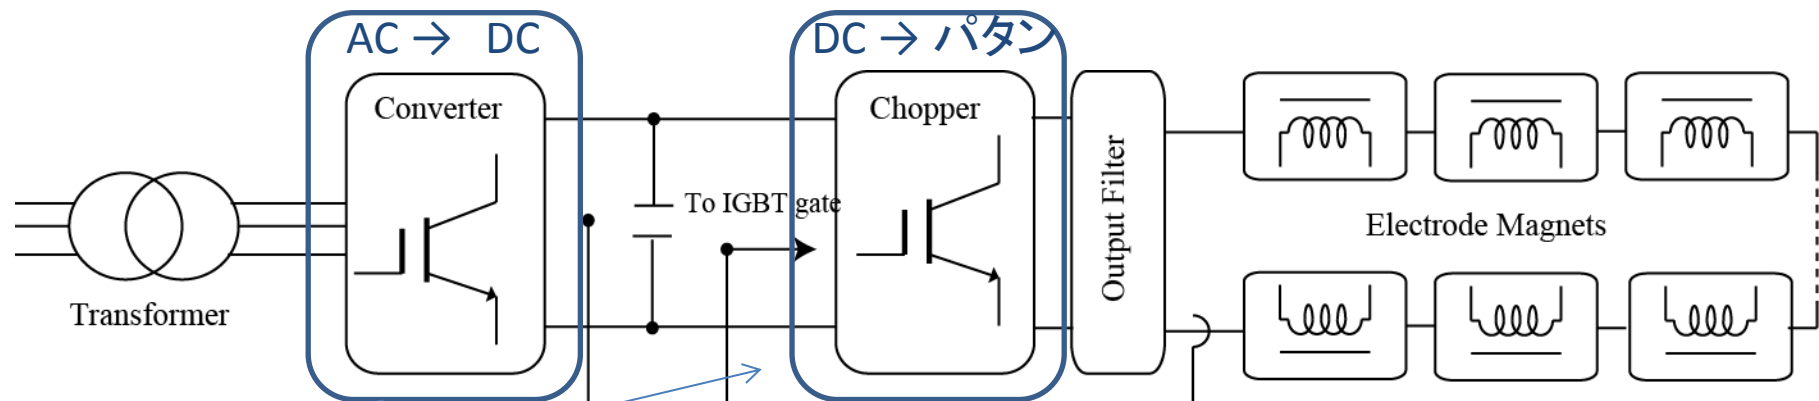 AC → DC
DC → パタン
Converter
Chopper
To IGBT gate
Output Filter
Electrode Magnets
Transformer